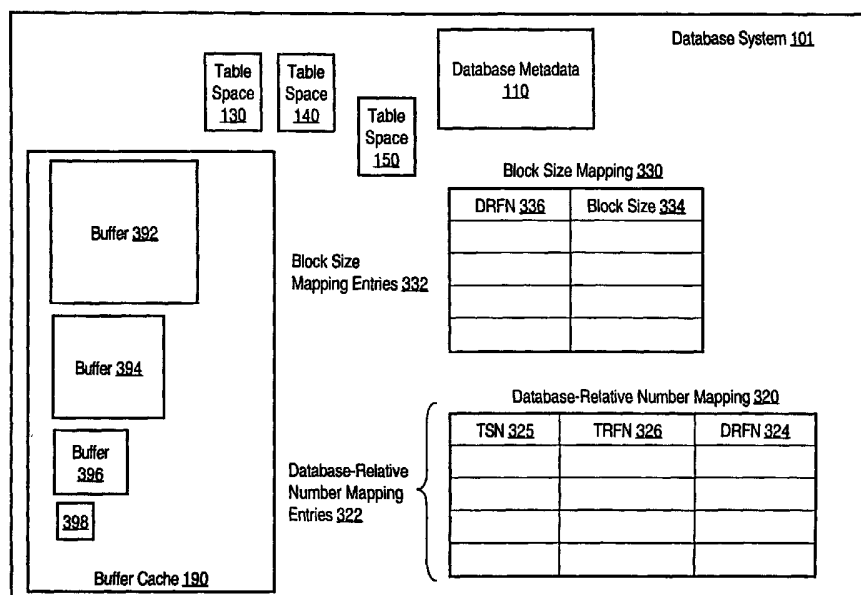 Database System 101
Table
Space
130
Table
Space
140
Table
Space
150
Database Metadata
110
Block Size Mapping 330
DRFN 336
Block Size 334
Block Size
Mapping Entries 332
Buffer 392
Buffer 394
Buffer
396
398
Buffer Cache 190
Database-Relative Number Mapping 320
TSN 325
TRFN 326
DRFN 324
Database-Relative
Number Mapping
Entries 322